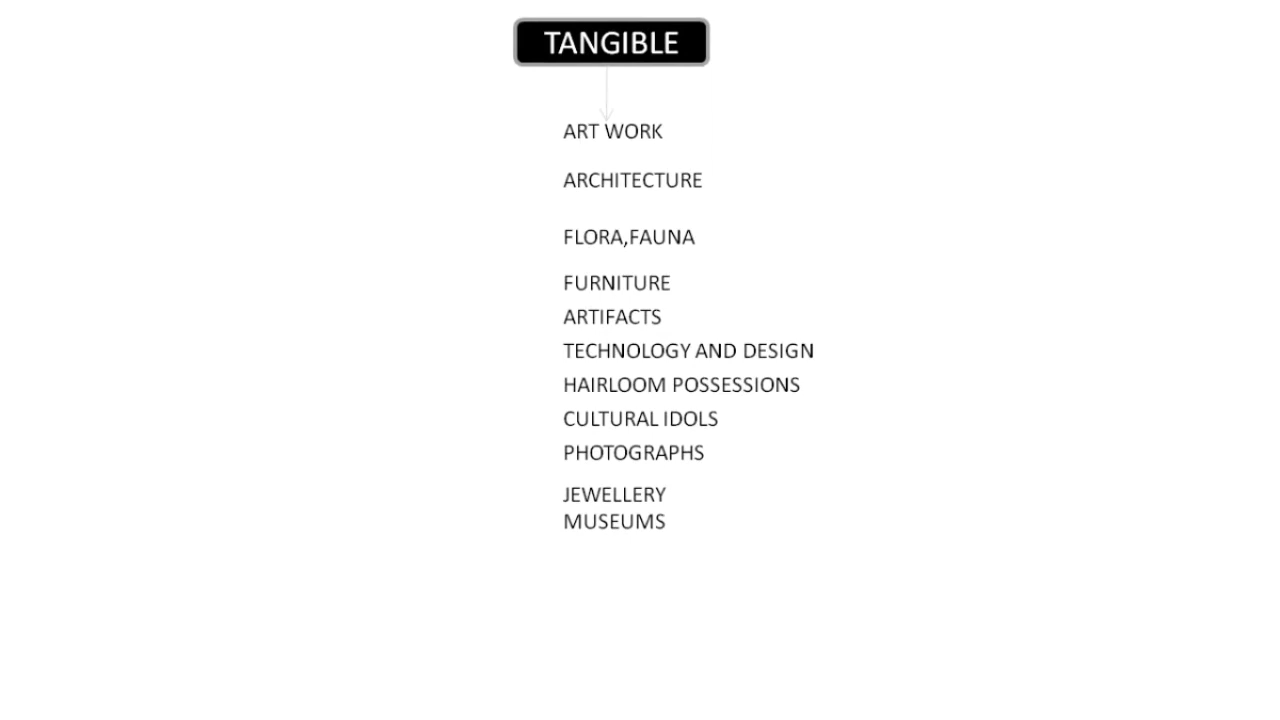 TANGIBLE
ART WORK
ARCHITECTURE
FLORA,FAUNA
FURNITURE
ARTIFACTS
TECHNOLOGY AND DESIGN
HAIRLOOM POSSESSIONS
CULTURAL IDOLS
PHOTOGRAPHS
JEWELLERY
MUSEUMS